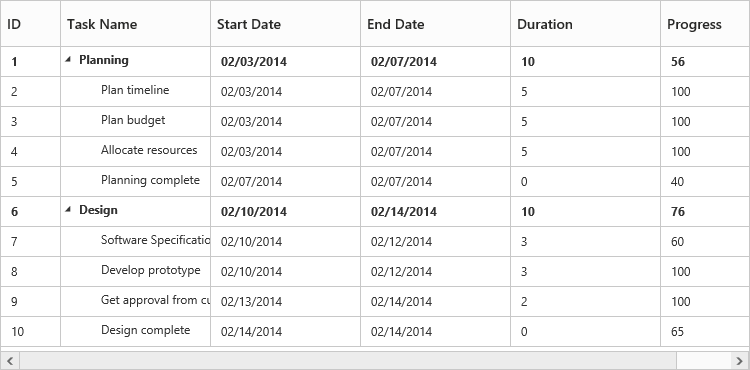 ID Task Name Start Date End Date Duration Progress
1 Planning 02/03/2014 02/07/2014 10 56
2 Plan timeline 02/03/2014 02/07/2014 5 100
3 Plan budget 02/03/2014 02/07/2014 5 100
4 Allocate resources 02/03/2014 02/07/2014 5 100
5 Planning complete 02/07/2014 02/07/2014 0 40
6 Design 02/10/2014 02/14/2014 10 76
7 Software Specificatio 02/10/2014 02/12/2014 3 60
8 Develop prototype 02/10/2014 02/12/2014 3 100
9 Get approval from cu 02/13/2014 02/14/2014 2 100
10 Design complete 02/14/2014 02/14/2014 0 65